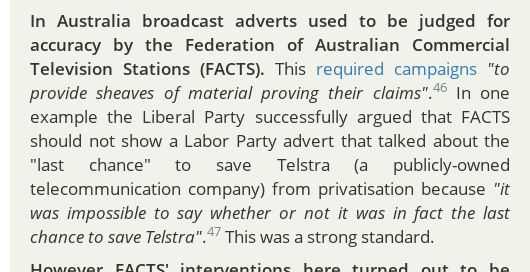 In Australia broadcast adverts used to be judged for
accuracy by the Federation of Australian Commercial
Television Stations (FACTS). This required campaigns "to
provide sheaves of material proving their claims".46 In one
example the Liberal Party successfully argued that FACTS
should not show a Labor Party advert that talked about the
"last chance" to save Telstra (a publicly-owned
telecommunication company) from privatisation because "it
was impossible to say whether or not it was in fact the last
chance to save Telstra".47 This was a strong standard.
However FACTS' interventions here turned out to be